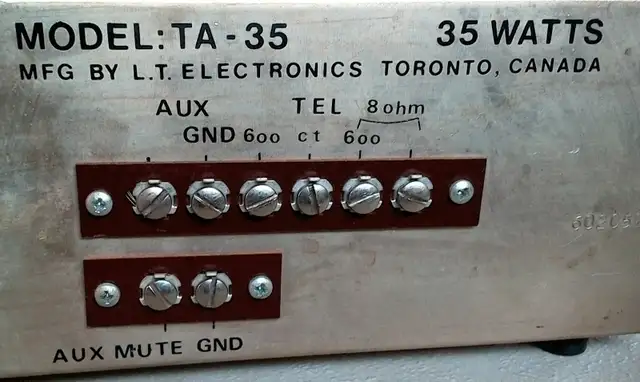 MODEL: TA-35 35 WATTS
MFG BY L.T. ELECTRONICS TORONTO, CANADA
AUX TEL 8 ohm
GND 600 ct 600
AUX MUTE GND